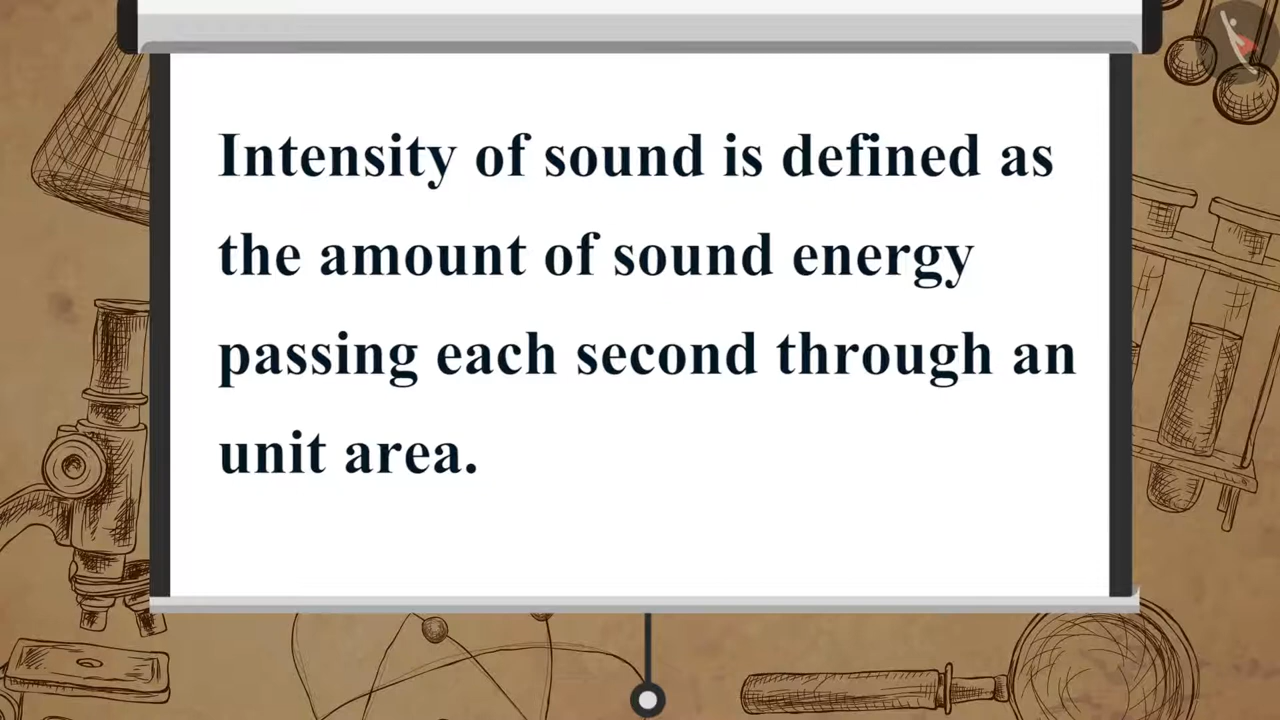 Intensity of sound is defined as
the amount of sound energy
passing each second through an
unit area.